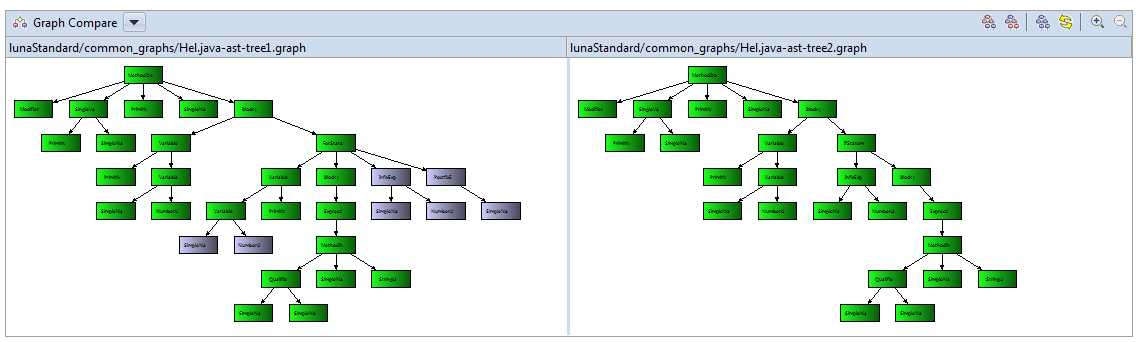 Graph Compare
lunaStandard/common_graphs/Hel.java-ast-tree1.graph
lunaStandard/common_graphs/Hel.java-ast-tree2.graph
MethodDe
Modifier
SimpleNa
Primitiv
SimpleNa
Block;
Primitiv
SimpleNa
Variable
ForState
Primitiv
Variable
Variable
Block;
InfixExp
PostfixE
SimpleNa
NumberLi
Variable
Primitiv
Expressi
SimpleNa
NumberLi
SimpleNa
SimpleNa
NumberLi
MethodIn
Qualifie
SimpleNa
StringLi
SimpleNa
SimpleNa
MethodDe
Modifier
SimpleNa
Primitiv
SimpleNa
Block;
Primitiv
SimpleNa
Variable
IfStatem
Primitiv
Variable
InfixExp
Block;
SimpleNa
NumberLi
SimpleNa
NumberLi
Expressi
MethodIn
Qualifie
SimpleNa
StringLi
SimpleNa
SimpleNa